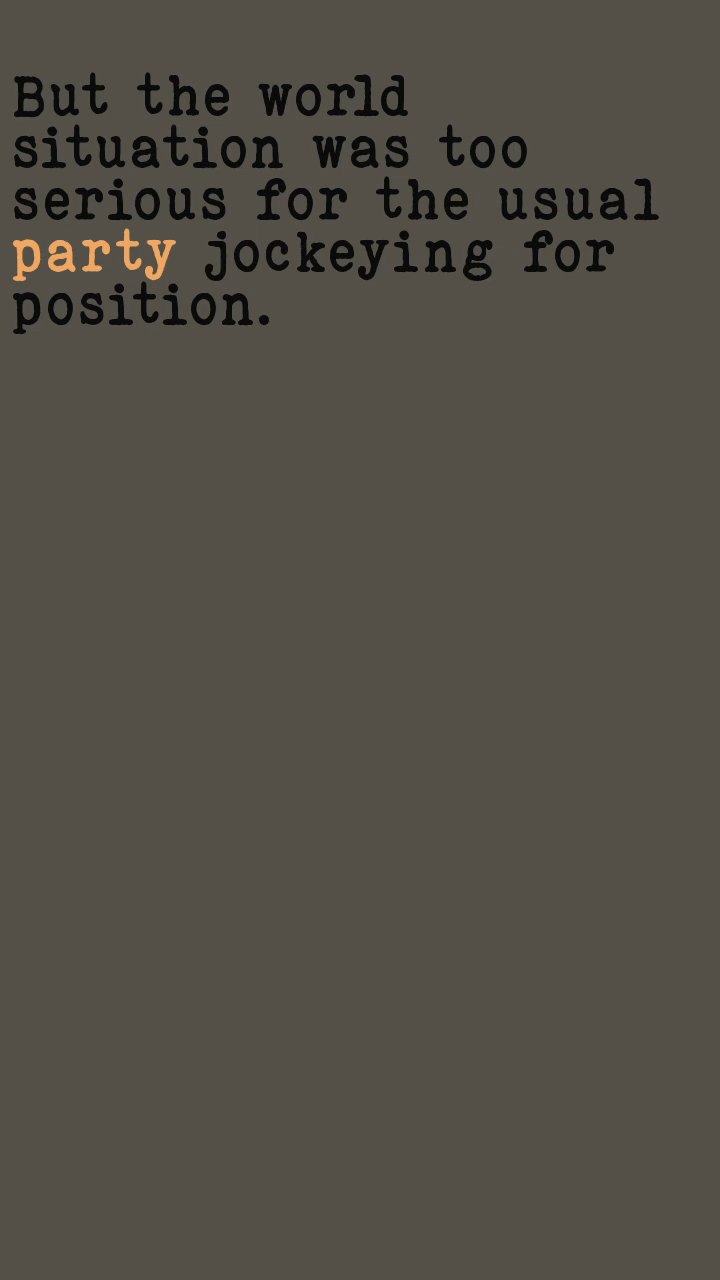 But the world
situation was too
serious for the usual
party jockeying for
position.